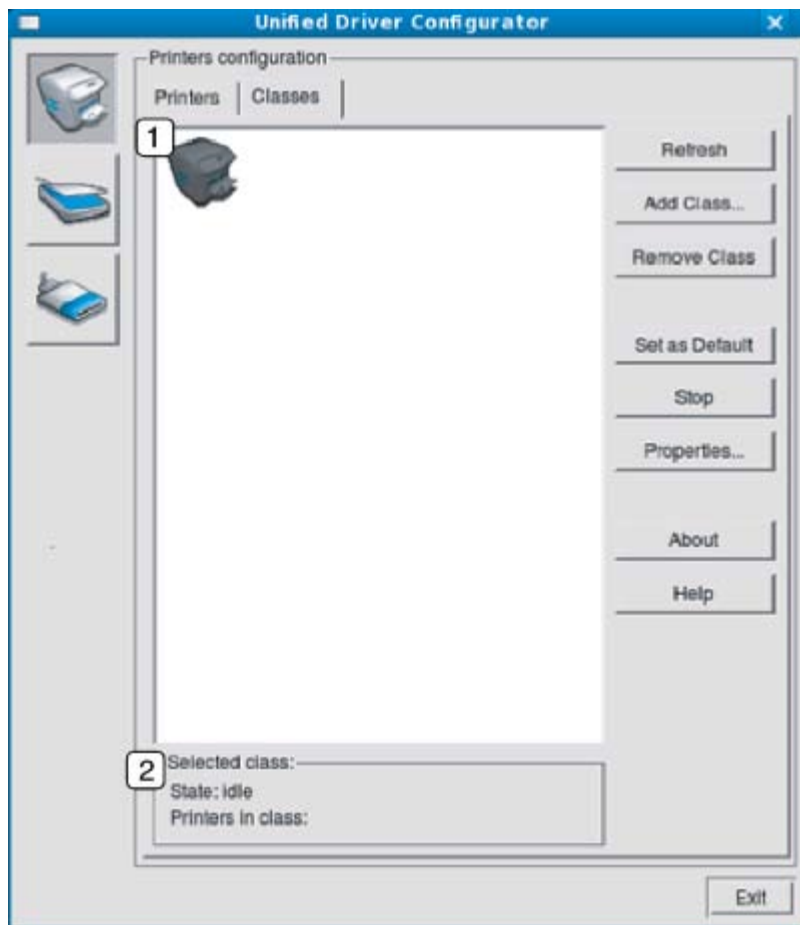 Unified Driver Configurator
Printers configuration
Printers
Classes
1
Refresh
Add Class...
Remove Class
Set as Default
Stop
Properties...
About
Help
2
Selected class:
State: idle
Printers in class:
Exit